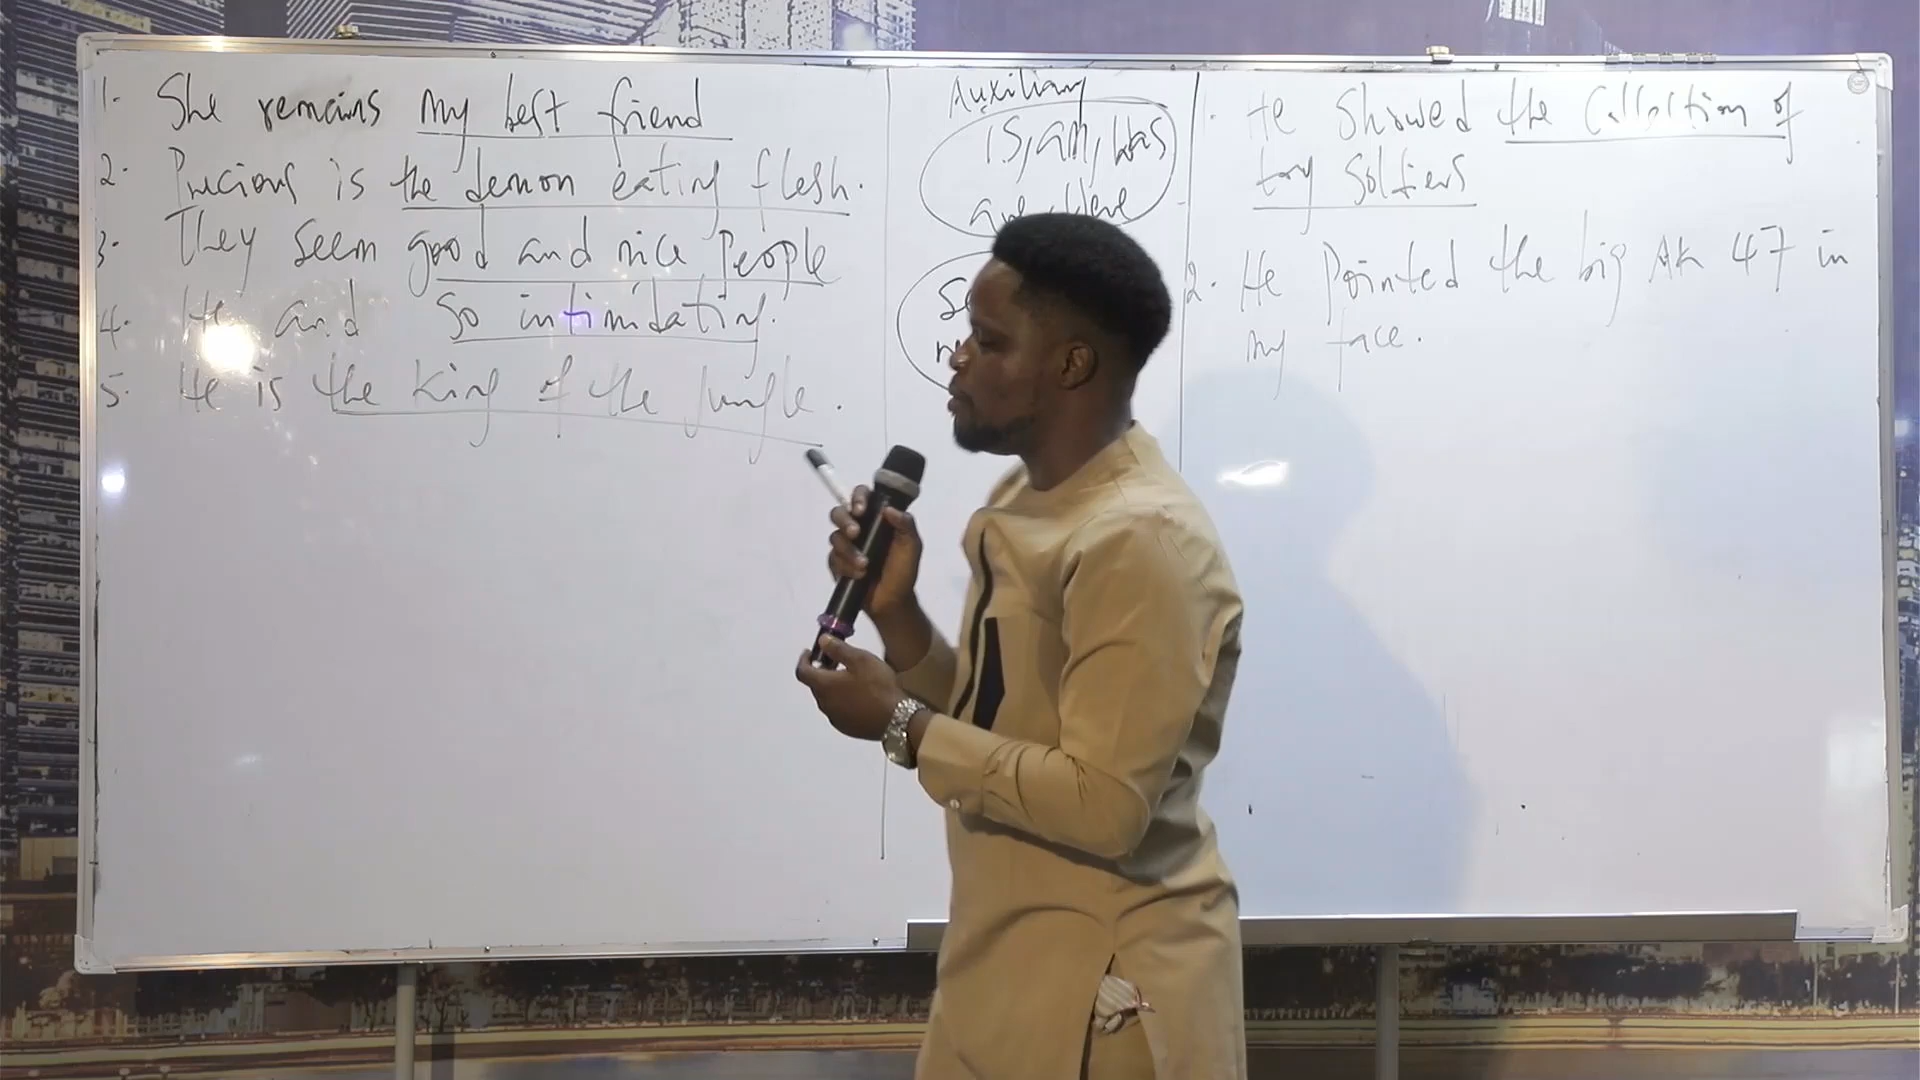 1. She remains my best friend
2. Precious is the demon eating flesh.
3. They seem good and nice people
4. He and so intimidating.
5. He is the King of the Jungle.
Auxiliary
is, am, was
are, were
1. He Showed the Collection of
toy Soldiers
2. He Pointed the big AK 47 in
my face.